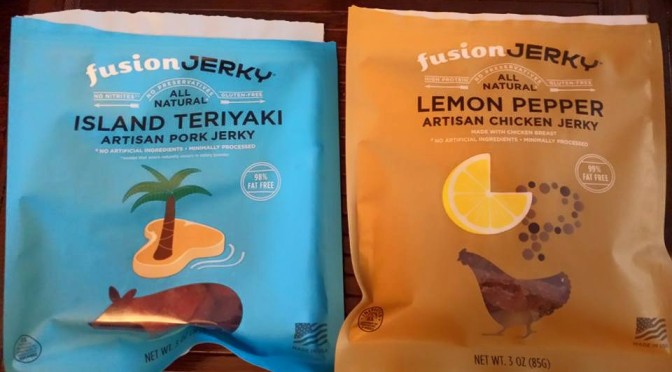 fusionJERKY
NO NITRITES*
NO PRESERVATIVES
GLUTEN-FREE
ALL
NATURAL*
ISLAND TERIYAKI
ARTISAN PORK JERKY
* NO ARTIFICIAL INGREDIENTS • MINIMALLY PROCESSED
98%
FAT FREE
NET WT. 3
fusionJERKY
HIGH PROTEIN
NO PRESERVATIVES
GLUTEN-FREE
ALL
NATURAL*
LEMON PEPPER
ARTISAN CHICKEN JERKY
MADE WITH CHICKEN BREAST
* NO ARTIFICIAL INGREDIENTS • MINIMALLY PROCESSED
99%
FAT FREE
NET WT. 3 OZ (85G)